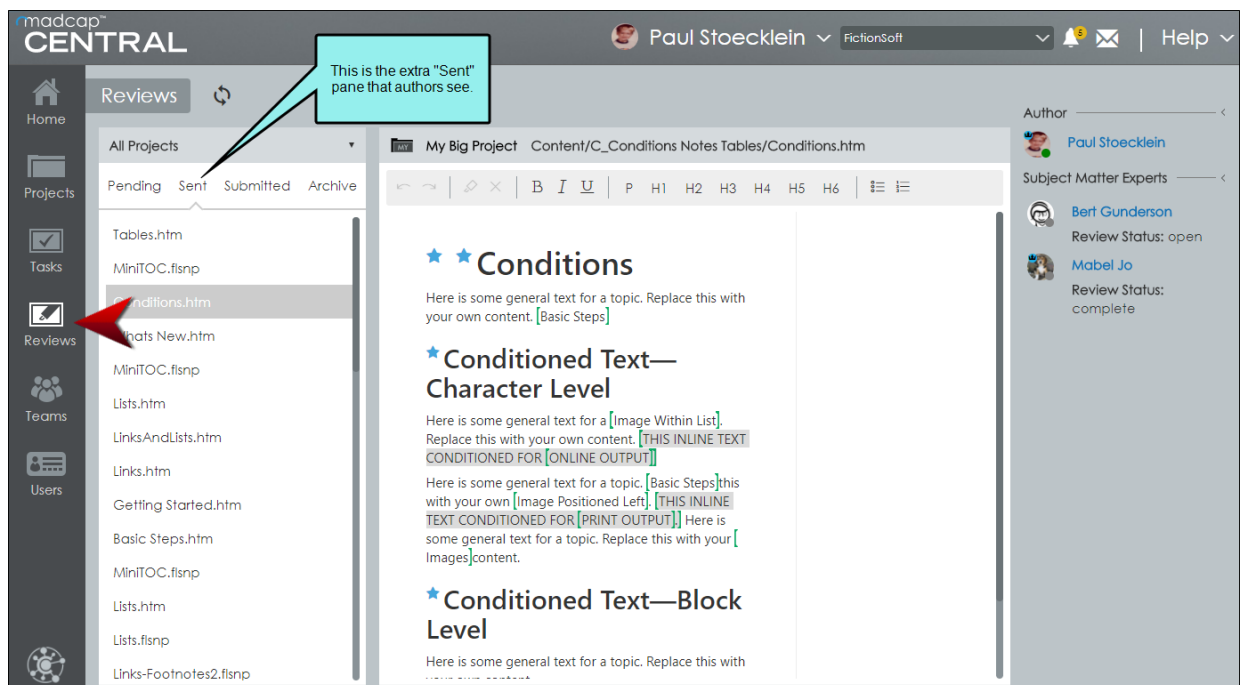 madcap™
CENTRAL
Paul Stoecklein
FictionSoft
5
Help
This is the extra "Sent"
pane that authors see.
Home
Projects
Tasks
Reviews
Teams
Users
Reviews
All Projects
Pending Sent Submitted Archive
Tables.htm
MiniTOC.flsnp
Conditions.htm
Whats New.htm
MiniTOC.flsnp
Lists.htm
LinksAndLists.htm
Links.htm
Getting Started.htm
Basic Steps.htm
MiniTOC.flsnp
Lists.htm
Lists.flsnp
Links-Footnotes2.flsnp
MY My Big Project Content/C_Conditions Notes Tables/Conditions.htm
B I U P H1 H2 H3 H4 H5 H6
Conditions
Here is some general text for a topic. Replace this with
your own content. [Basic Steps]
Conditioned Text—
Character Level
Here is some general text for a [Image Within List].
Replace this with your own content. [THIS INLINE TEXT
CONDITIONED FOR [ONLINE OUTPUT]]
Here is some general text for a topic. [Basic Steps]this
with your own [Image Positioned Left]. [THIS INLINE
TEXT CONDITIONED FOR [PRINT OUTPUT].] Here is
some general text for a topic. Replace this with your [
Images]content.
Conditioned Text—Block
Level
Here is some general text for a topic. Replace this with
your own content.
Author
Paul Stoecklein
Subject Matter Experts
Bert Gunderson
Review Status: open
Mabel Jo
Review Status:
complete